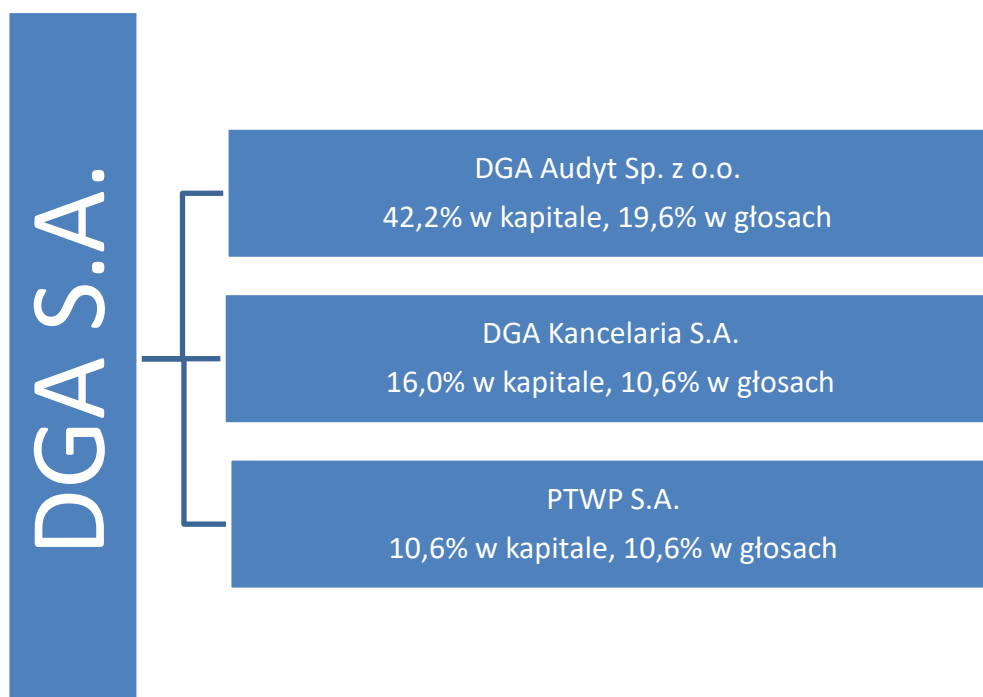 DGA S.A.
DGA Audyt Sp. z o.o.
42,2% w kapitale, 19,6% w głosach
DGA Kancelaria S.A.
16,0% w kapitale, 10,6% w głosach
PTWP S.A.
10,6% w kapitale, 10,6% w głosach